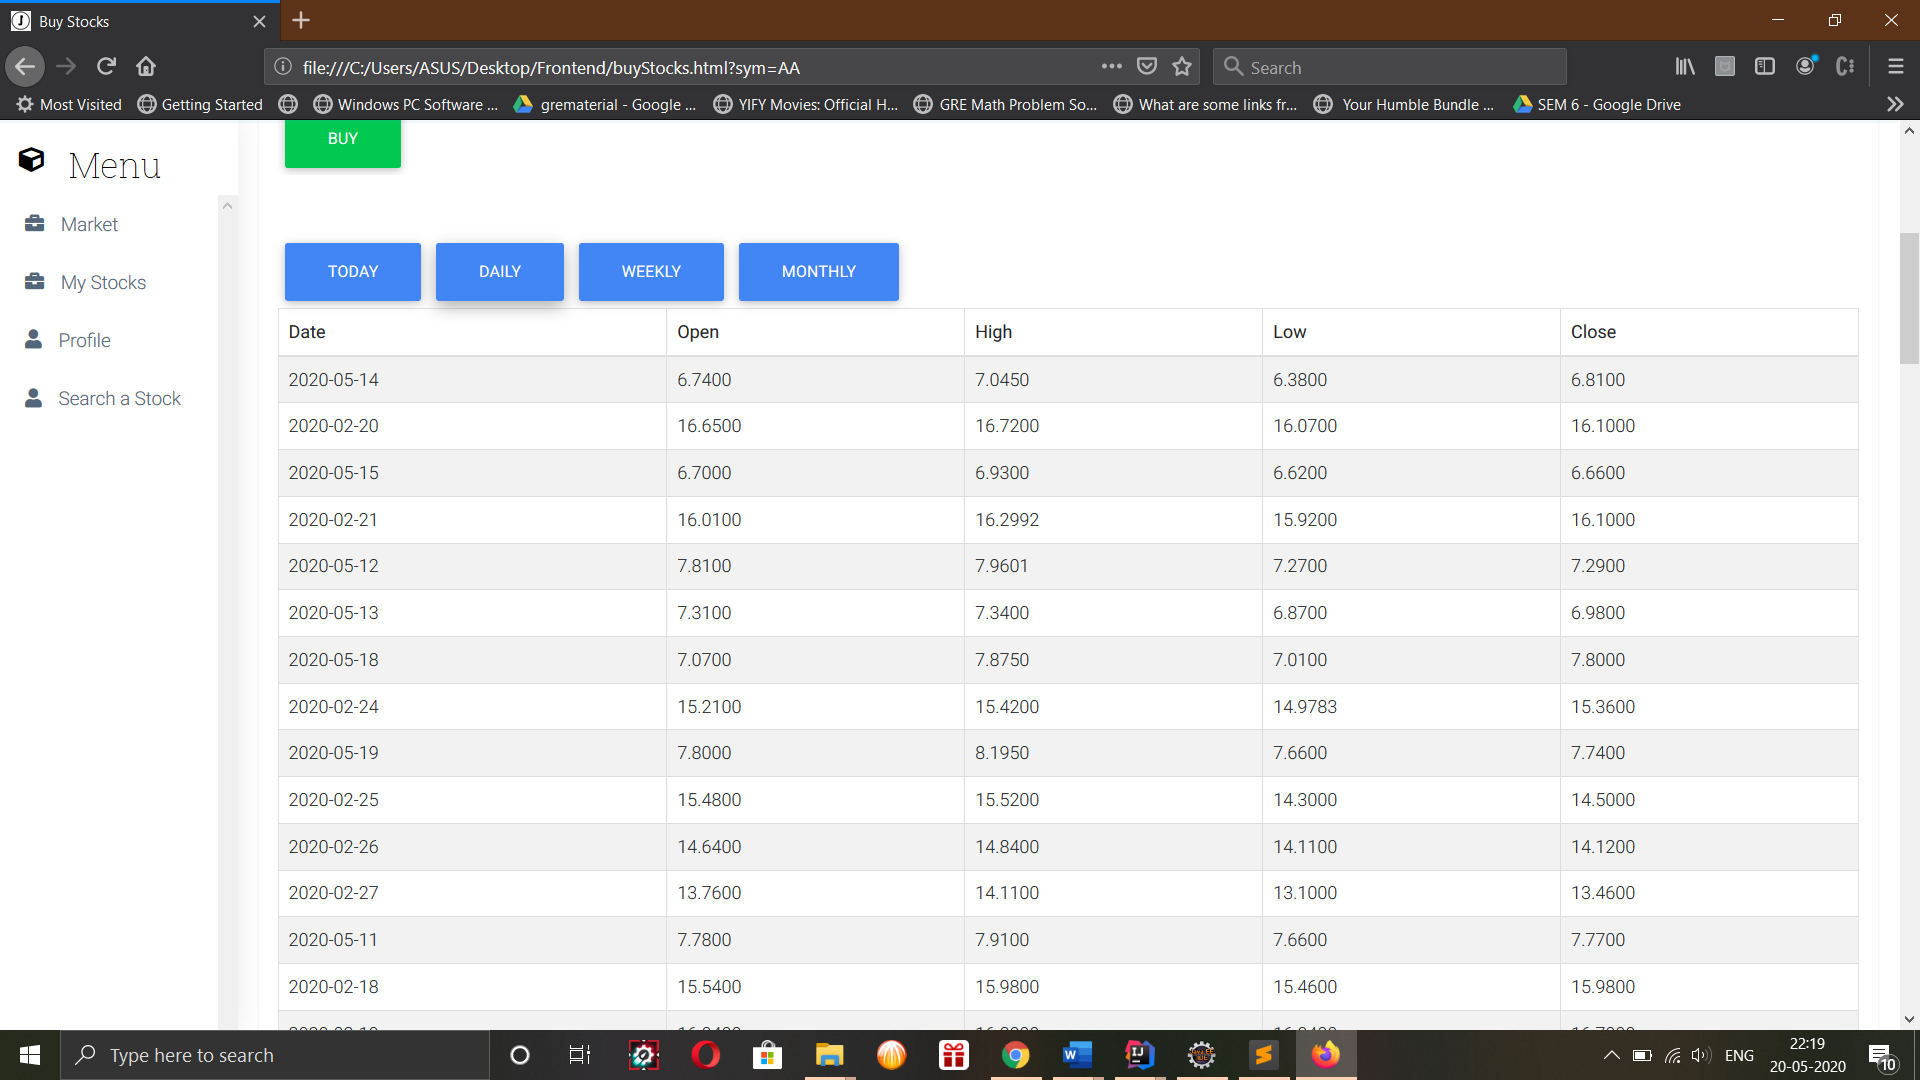 Buy Stocks
file:///C:/Users/ASUS/Desktop/Frontend/buyStocks.html?sym=AA
Search
Most Visited
Getting Started
Windows PC Software ...
grematerial - Google ...
YIFY Movies: Official H...
GRE Math Problem So...
What are some links fr...
Your Humble Bundle ...
SEM 6 - Google Drive
Menu
Market
My Stocks
Profile
Search a Stock
BUY
TODAY DAILY WEEKLY MONTHLY
Date Open High Low Close
2020-05-14 6.7400 7.0450 6.3800 6.8100
2020-02-20 16.6500 16.7200 16.0700 16.1000
2020-05-15 6.7000 6.9300 6.6200 6.6600
2020-02-21 16.0100 16.2992 15.9200 16.1000
2020-05-12 7.8100 7.9601 7.2700 7.2900
2020-05-13 7.3100 7.3400 6.8700 6.9800
2020-05-18 7.0700 7.8750 7.0100 7.8000
2020-02-24 15.2100 15.4200 14.9783 15.3600
2020-05-19 7.8000 8.1950 7.6600 7.7400
2020-02-25 15.4800 15.5200 14.3000 14.5000
2020-02-26 14.6400 14.8400 14.1100 14.1200
2020-02-27 13.7600 14.1100 13.1000 13.4600
2020-05-11 7.7800 7.9100 7.6600 7.7700
2020-02-18 15.5400 15.9800 15.4600 15.9800
Type here to search
ENG
22:19
20-05-2020
10